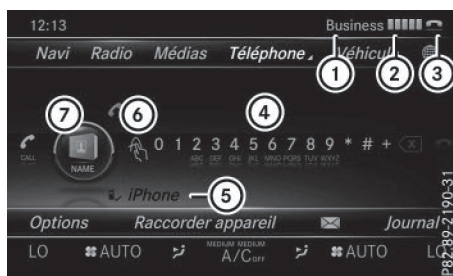 12:13 Business
Navi Radio Médias Téléphone Véhicul
1 2 3
7 6 4
CALL NAME 0 1 2 3 4 5 6 7 8 9 * # +
ABC DEF GHI JKL MNO PQRS TUV WXYZ
iPhone 5
Options Raccorder appareil Journal
LO AUTO MEDIUM MEDIUM A/C OFF AUTO LO
P82.89-2190-31